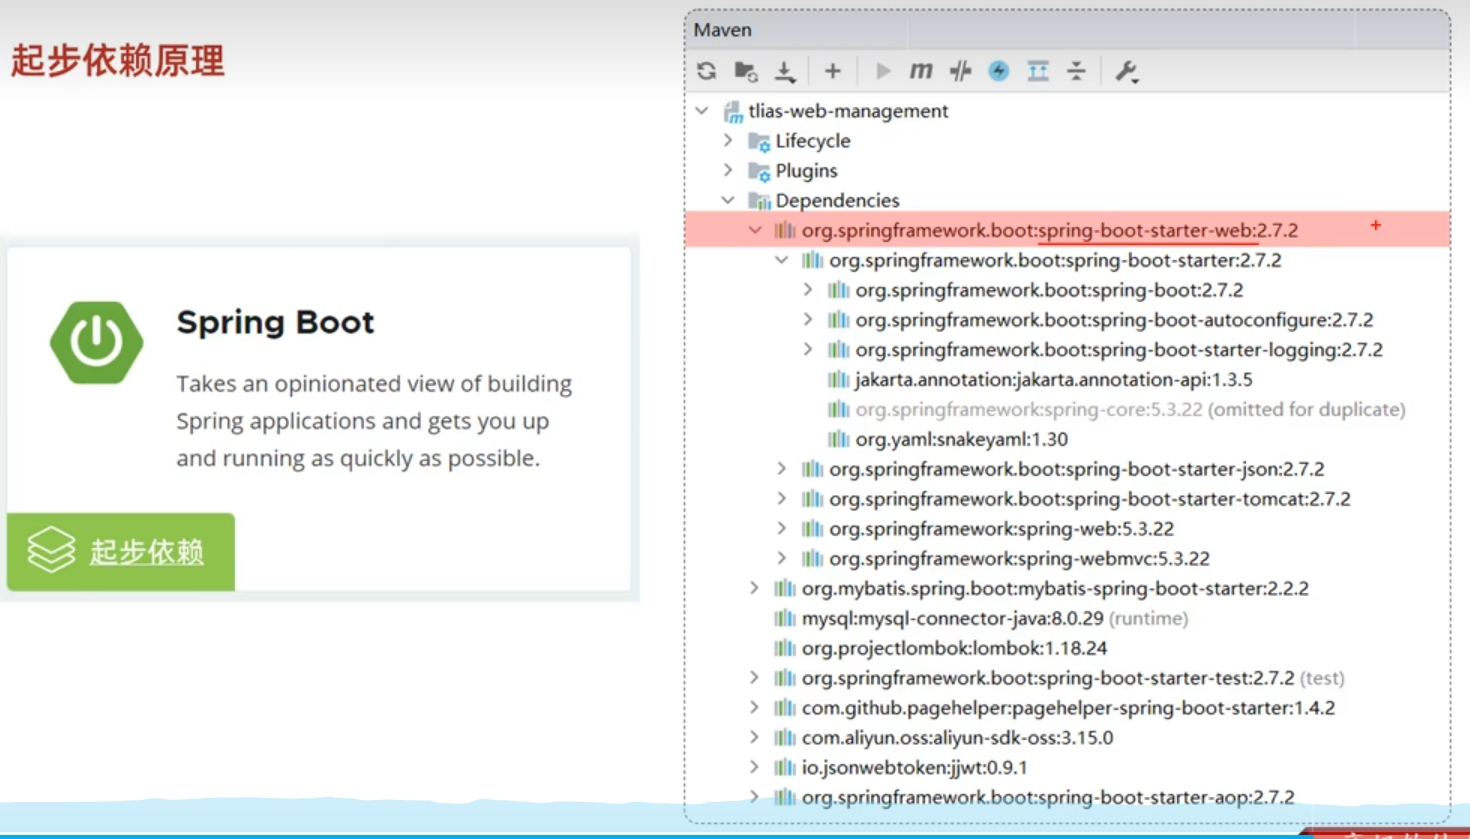 起步依赖原理
Spring Boot
Takes an opinionated view of building
Spring applications and gets you up
and running as quickly as possible.
起步依赖
Maven
tlias-web-management
Lifecycle
Plugins
Dependencies
org.springframework.boot:spring-boot-starter-web:2.7.2
org.springframework.boot:spring-boot-starter:2.7.2
org.springframework.boot:spring-boot:2.7.2
org.springframework.boot:spring-boot-autoconfigure:2.7.2
org.springframework.boot:spring-boot-starter-logging:2.7.2
jakarta.annotation:jakarta.annotation-api:1.3.5
org.springframework:spring-core:5.3.22 (omitted for duplicate)
org.yaml:snakeyaml:1.30
org.springframework.boot:spring-boot-starter-json:2.7.2
org.springframework.boot:spring-boot-starter-tomcat:2.7.2
org.springframework:spring-web:5.3.22
org.springframework:spring-webmvc:5.3.22
org.mybatis.spring.boot:mybatis-spring-boot-starter:2.2.2
mysql:mysql-connector-java:8.0.29 (runtime)
org.projectlombok:lombok:1.18.24
org.springframework.boot:spring-boot-starter-test:2.7.2 (test)
com.github.pagehelper:pagehelper-spring-boot-starter:1.4.2
com.aliyun.oss:aliyun-sdk-oss:3.15.0
io.jsonwebtoken:jjwt:0.9.1
org.springframework.boot:spring-boot-starter-aop:2.7.2